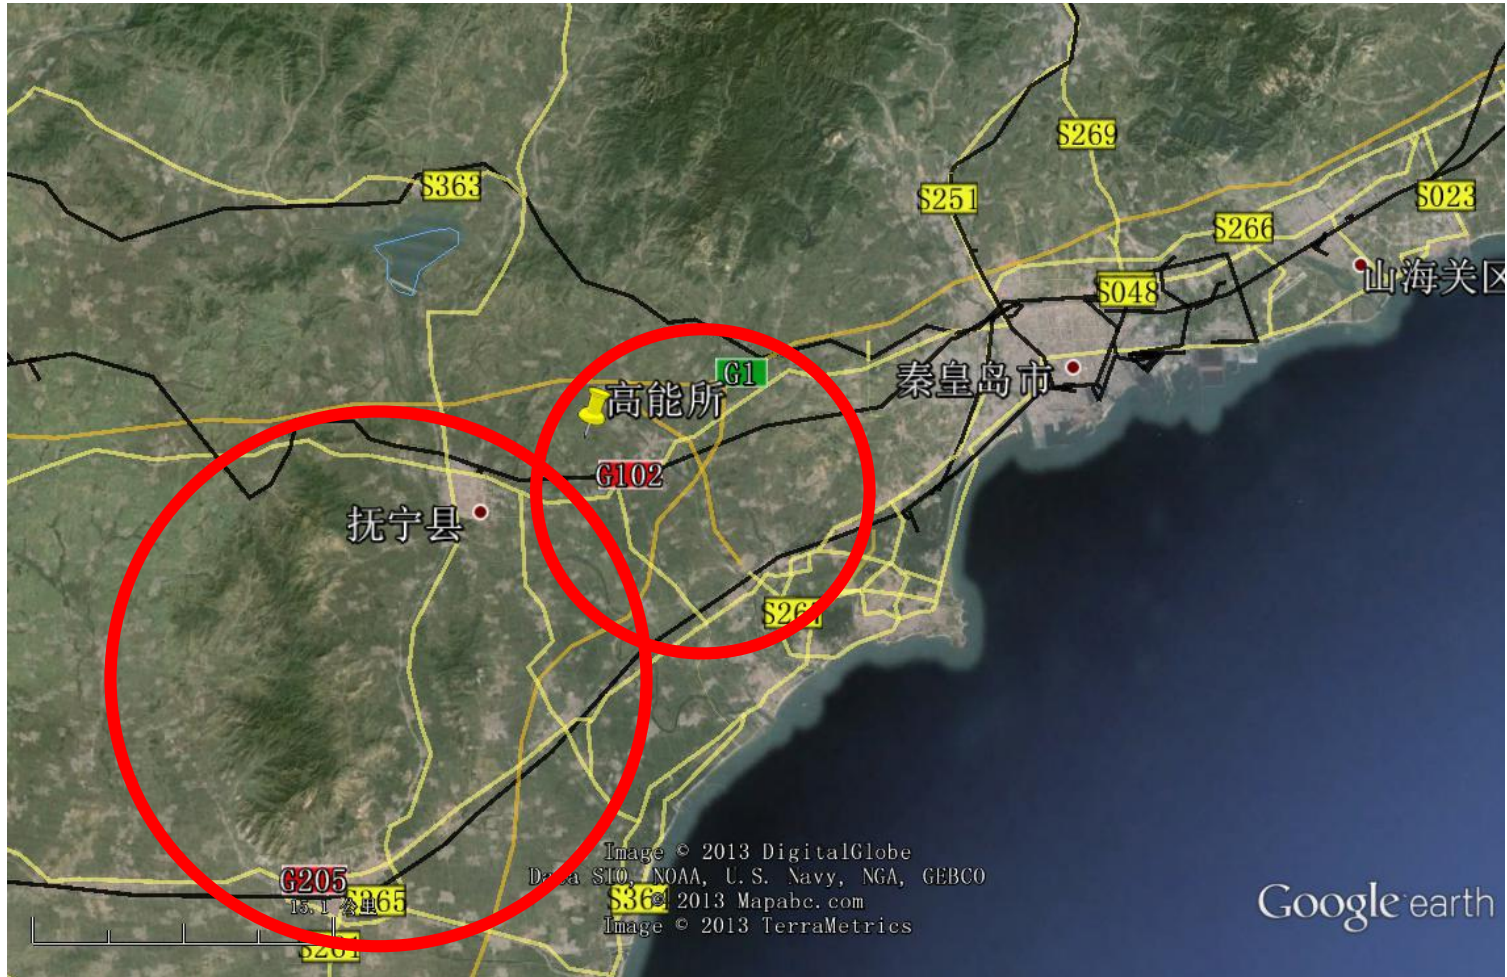 S269
S363
S251
S023
S266
山海关区
S048
G1
秦皇岛市
高能所
G102
抚宁县
Image © 2013 DigitalGlobe
Data SIO, NOAA, U.S. Navy, NGA, GEBCO
© 2013 Mapabc.com
Image © 2013 TerraMetrics
G205
S365
15.1 公里
S261
Google earth